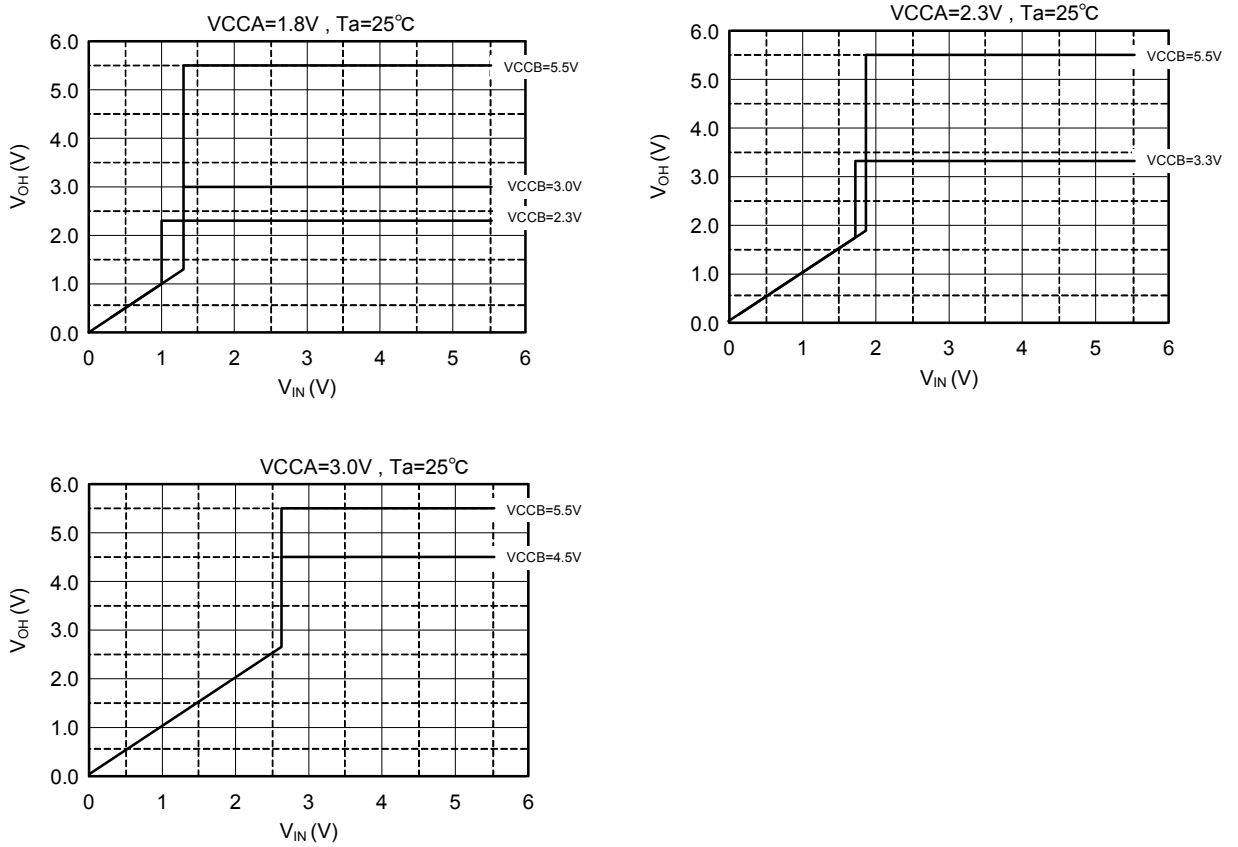 VCCA=1.8V , Ta=25°C
6.0
5.0
4.0
3.0
2.0
1.0
0.0
VOH (V)
VCCB=5.5V
VCCB=3.0V
VCCB=2.3V
0 1 2 3 4 5 6
VIN (V)
VCCA=2.3V , Ta=25°C
6.0
5.0
4.0
3.0
2.0
1.0
0.0
VOH (V)
VCCB=5.5V
VCCB=3.3V
0 1 2 3 4 5 6
VIN (V)
VCCA=3.0V , Ta=25°C
6.0
5.0
4.0
3.0
2.0
1.0
0.0
VOH (V)
VCCB=5.5V
VCCB=4.5V
0 1 2 3 4 5 6
VIN (V)